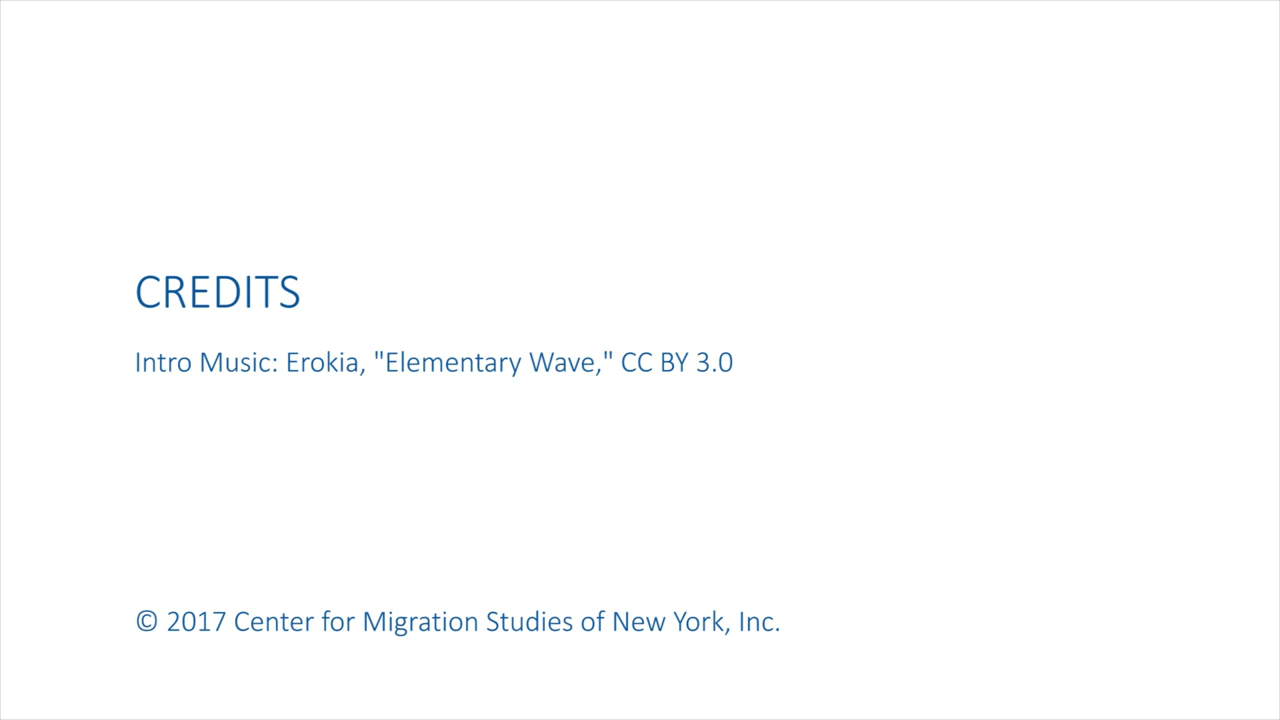 CREDITS
Intro Music: Erokia, "Elementary Wave," CC BY 3.0
© 2017 Center for Migration Studies of New York, Inc.